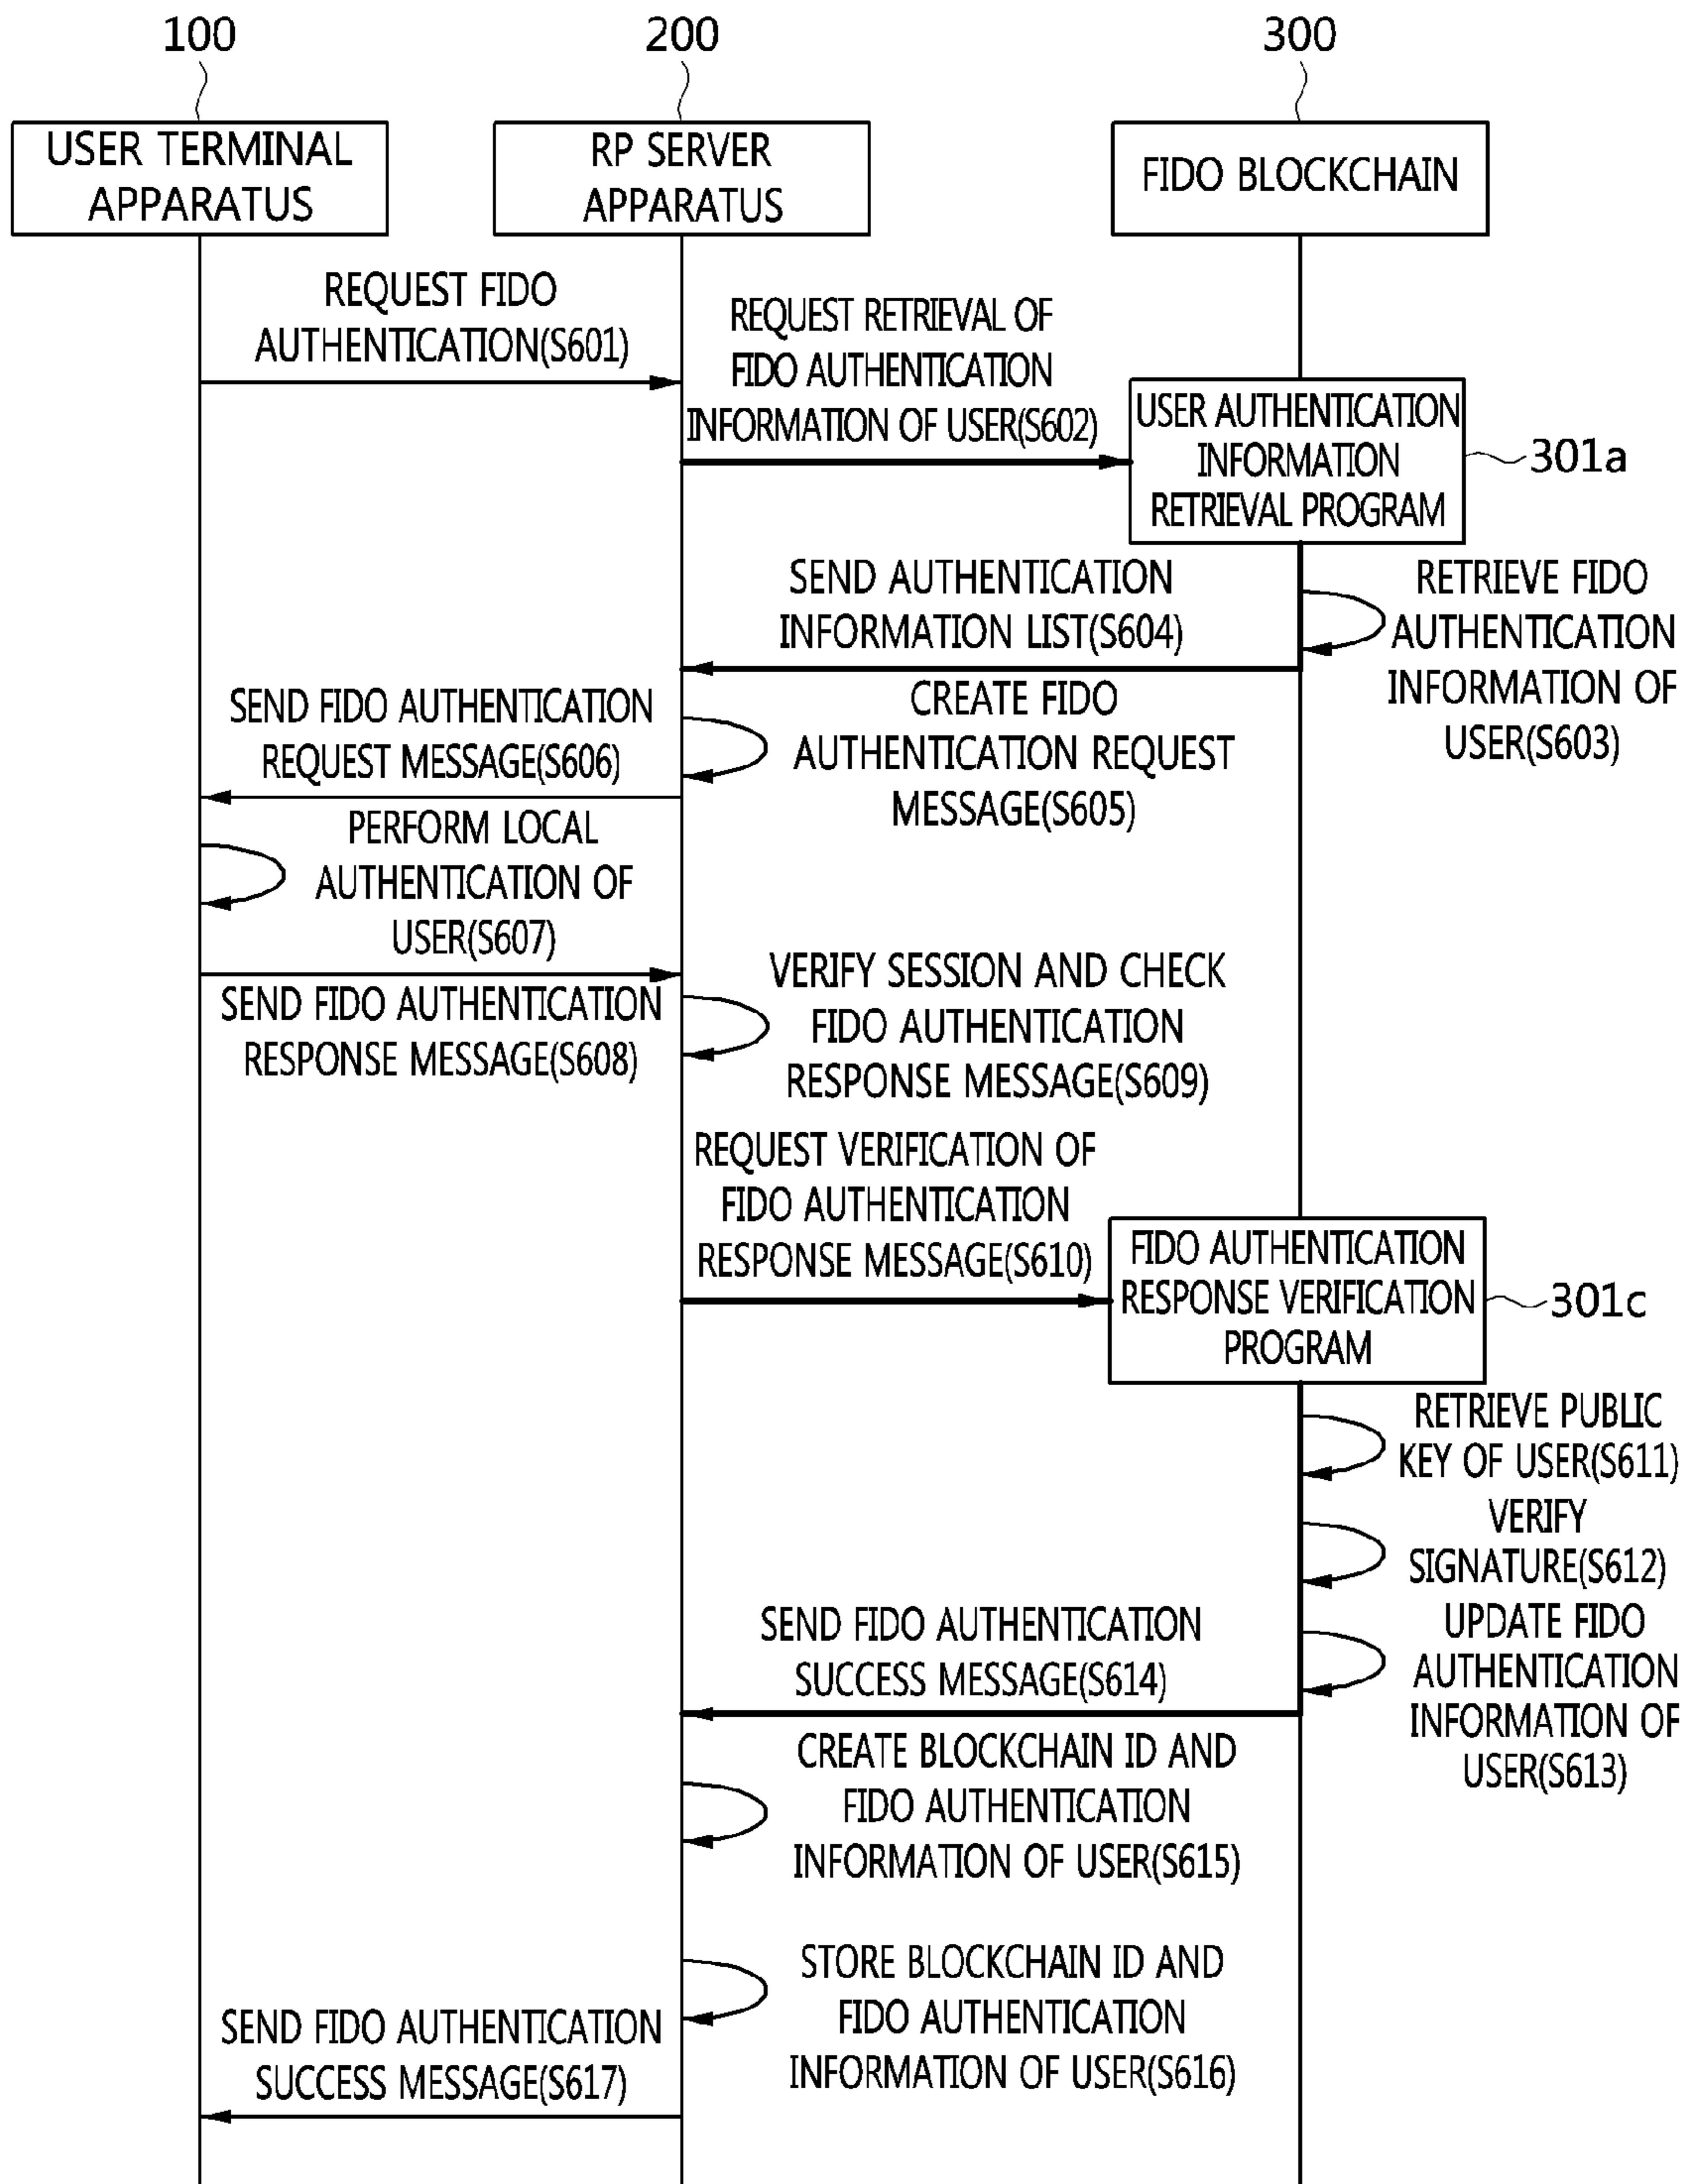 100
200
300
USER TERMINAL
APPARATUS
RP SERVER
APPARATUS
FIDO BLOCKCHAIN
REQUEST FIDO
AUTHENTICATION(S601)
REQUEST RETRIEVAL OF
FIDO AUTHENTICATION
INFORMATION OF USER(S602)
USER AUTHENTICATION
INFORMATION
RETRIEVAL PROGRAM
301a
RETRIEVE FIDO
AUTHENTICATION
INFORMATION OF
USER(S603)
SEND AUTHENTICATION
INFORMATION LIST(S604)
CREATE FIDO
AUTHENTICATION REQUEST
MESSAGE(S605)
SEND FIDO AUTHENTICATION
REQUEST MESSAGE(S606)
PERFORM LOCAL
AUTHENTICATION OF
USER(S607)
SEND FIDO AUTHENTICATION
RESPONSE MESSAGE(S608)
VERIFY SESSION AND CHECK
FIDO AUTHENTICATION
RESPONSE MESSAGE(S609)
REQUEST VERIFICATION OF
FIDO AUTHENTICATION
RESPONSE MESSAGE(S610)
FIDO AUTHENTICATION
RESPONSE VERIFICATION
PROGRAM
301c
RETRIEVE PUBLIC
KEY OF USER(S611)
VERIFY
SIGNATURE(S612)
UPDATE FIDO
AUTHENTICATION
INFORMATION OF
USER(S613)
SEND FIDO AUTHENTICATION
SUCCESS MESSAGE(S614)
CREATE BLOCKCHAIN ID AND
FIDO AUTHENTICATION
INFORMATION OF USER(S615)
STORE BLOCKCHAIN ID AND
FIDO AUTHENTICATION
INFORMATION OF USER(S616)
SEND FIDO AUTHENTICATION
SUCCESS MESSAGE(S617)